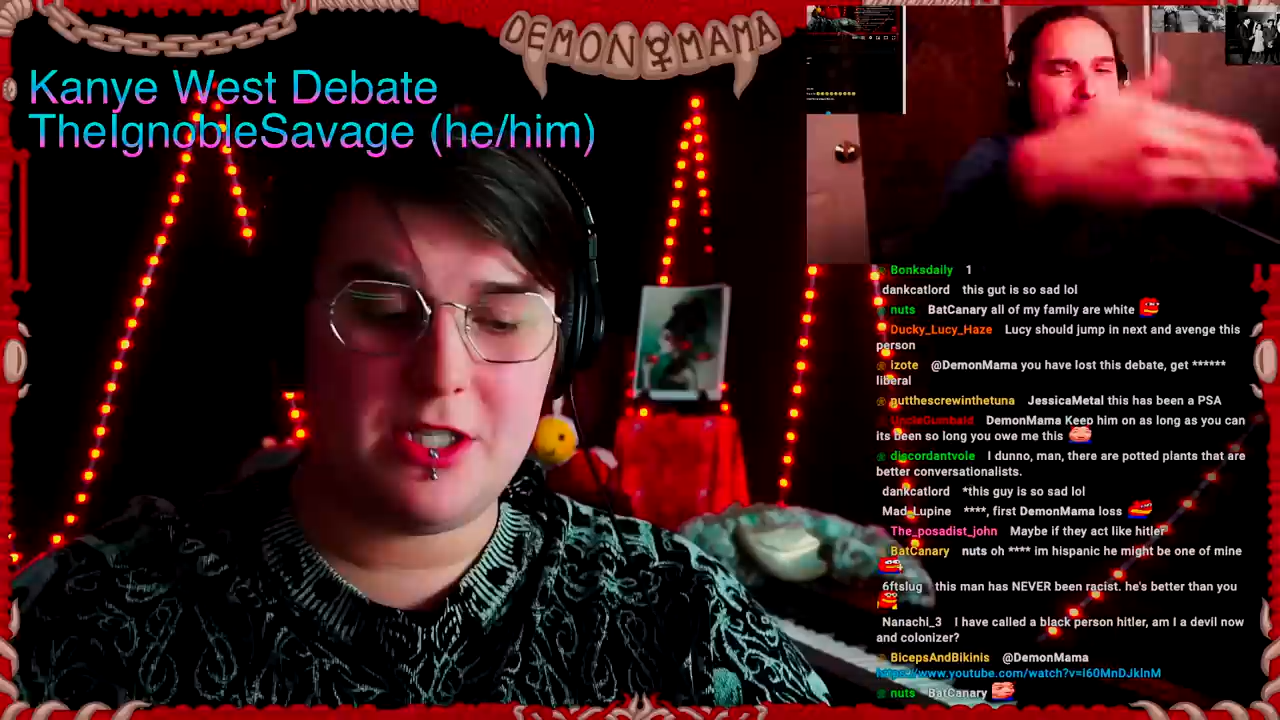 DEMON MAMA
Kanye West Debate
TheIgnobleSavage (he/him)
Bonksdaily 1
dankcatlord this gut is so sad lol
nuts BatCanary all of my family are white
Ducky_Lucy_Haze Lucy should jump in next and avenge this
person
izote @DemonMama you have lost this debate, get ******
liberal
putthescrewinthetuna JessicaMetal this has been a PSA
UncleGumbald DemonMama Keep him on as long as you can
its been so long you owe me this
discordantvole I dunno, man, there are potted plants that are
better conversationalists.
dankcatlord *this guy is so sad lol
Mad_Lupine ****, first DemonMama loss
The_posadist_john Maybe if they act like hitler
BatCanary nuts oh **** im hispanic he might be one of mine
6ftslug this man has NEVER been racist. he's better than you
Nanachi_3 I have called a black person hitler, am I a devil now
and colonizer?
BicepsAndBikinis @DemonMama
https://www.youtube.com/watch?v=l60MnDJklnM
nuts BatCanary